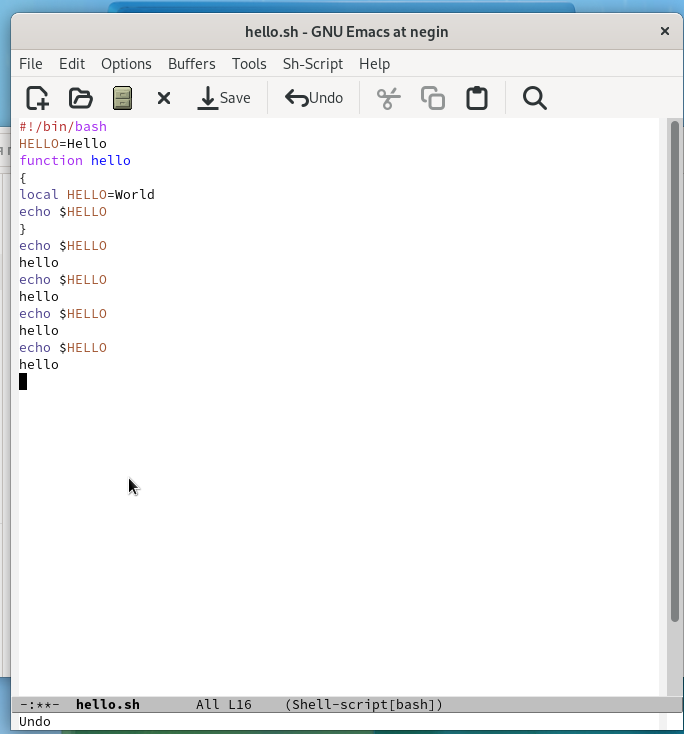 hello.sh - GNU Emacs at negin
File Edit Options Buffers Tools Sh-Script Help
Save Undo
#!/bin/bash
HELLO=Hello
function hello
{
local HELLO=World
echo $HELLO
}
echo $HELLO
hello
echo $HELLO
hello
echo $HELLO
hello
echo $HELLO
hello
-:**- hello.sh All L16 (Shell-script[bash])
Undo